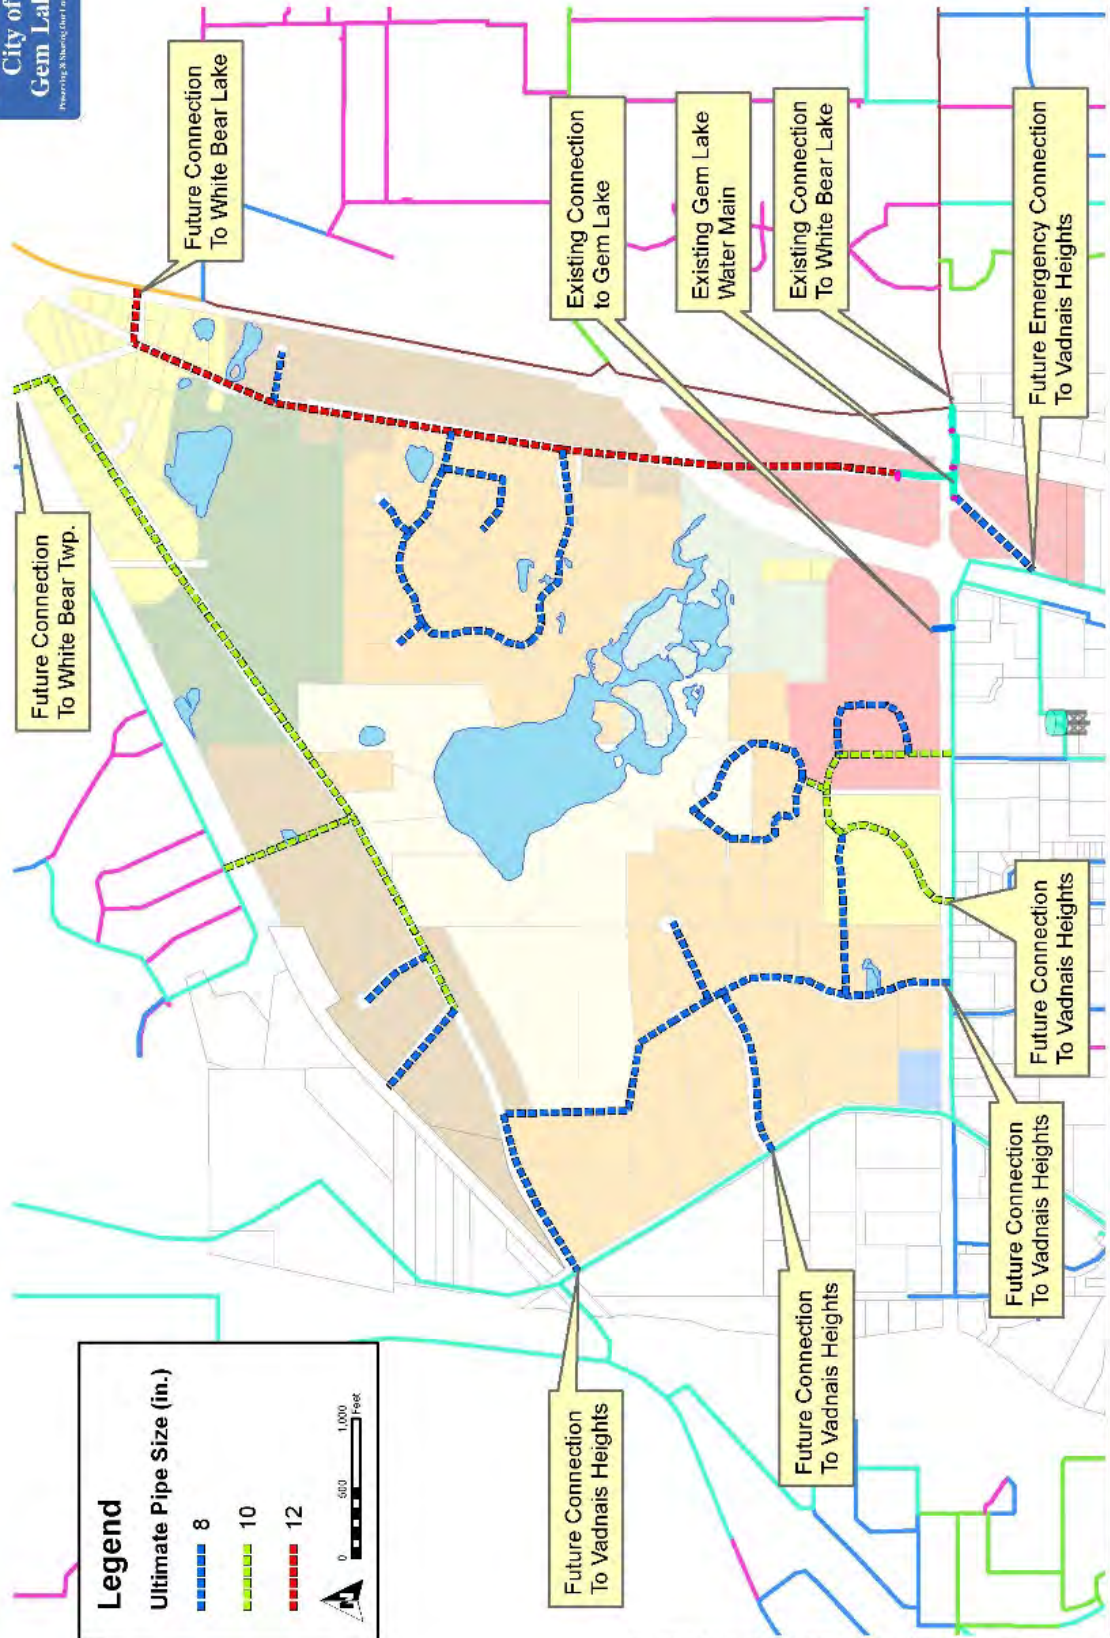 City of
Gem La
Future Connection
To White Bear Twp.
Future Connection
To White Bear Lake
Existing Connection
to Gem Lake
Existing Gem Lake
Water Main
Existing Connection
To White Bear Lake
Future Emergency Connection
To Vadnais Heights
Future Connection
To Vadnais Heights
Future Connection
To Vadnais Heights
Future Connection
To Vadnais Heights
Future Connection
To Vadnais Heights
Legend
Ultimate Pipe Size (in.)
8
10
12
N
0 500 1,000
Feet